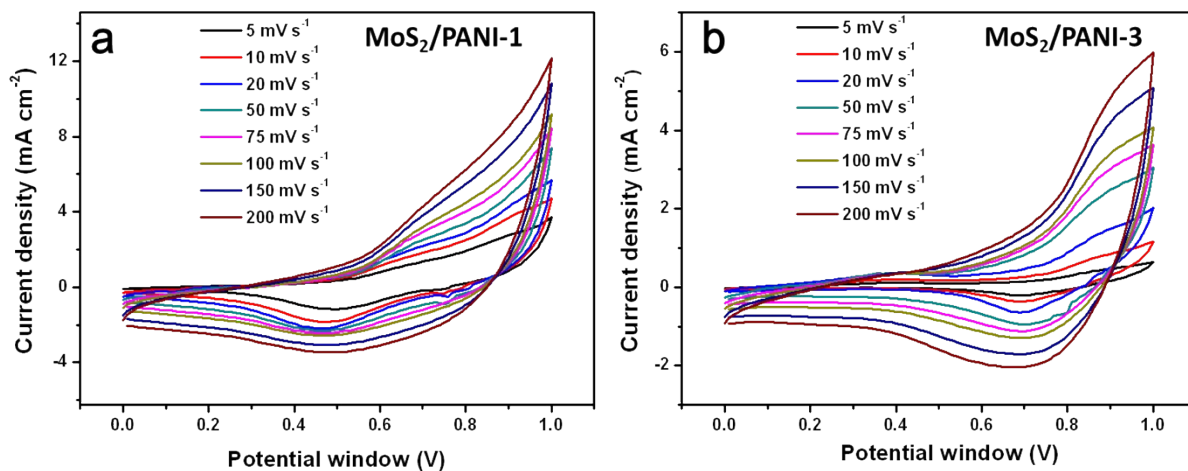 a
MoS₂/PANI-1
5 mV s⁻¹
10 mV s⁻¹
20 mV s⁻¹
50 mV s⁻¹
75 mV s⁻¹
100 mV s⁻¹
150 mV s⁻¹
200 mV s⁻¹
12
8
4
0
-4
Current density (mA cm⁻²)
0.0 0.2 0.4 0.6 0.8 1.0
Potential window (V)
b
MoS₂/PANI-3
5 mV s⁻¹
10 mV s⁻¹
20 mV s⁻¹
50 mV s⁻¹
75 mV s⁻¹
100 mV s⁻¹
150 mV s⁻¹
200 mV s⁻¹
6
4
2
0
-2
Current density (mA cm⁻²)
0.0 0.2 0.4 0.6 0.8 1.0
Potential window (V)